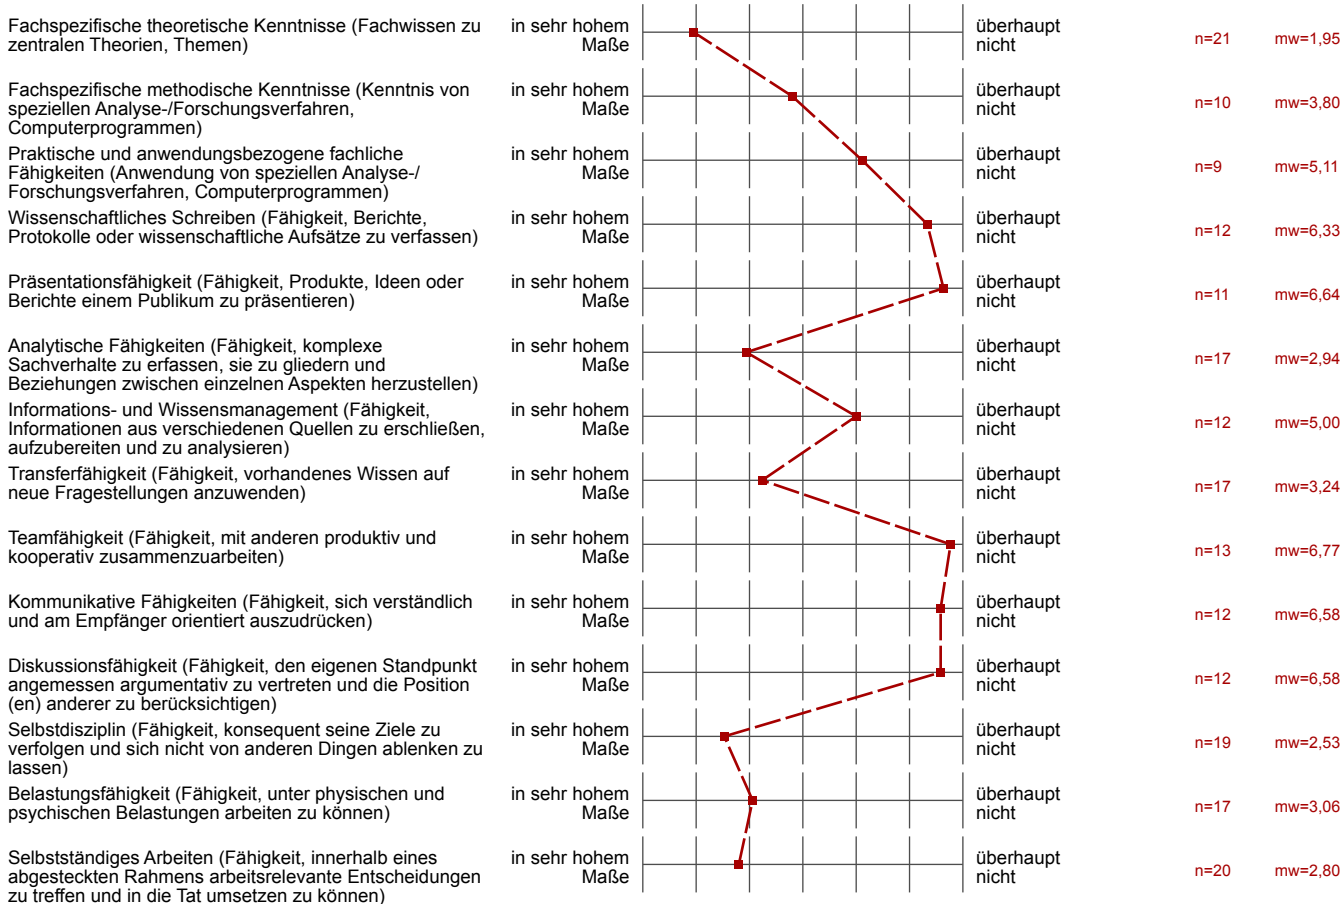 Fachspezifische theoretische Kenntnisse (Fachwissen zu
zentralen Theorien, Themen)
in sehr hohem
Maße
überhaupt
nicht
n=21
mw=1,95
Fachspezifische methodische Kenntnisse (Kenntnis von
speziellen Analyse-/Forschungsverfahren,
Computerprogrammen)
in sehr hohem
Maße
überhaupt
nicht
n=10
mw=3,80
Praktische und anwendungsbezogene fachliche
Fähigkeiten (Anwendung von speziellen Analyse-/
Forschungsverfahren, Computerprogrammen)
in sehr hohem
Maße
überhaupt
nicht
n=9
mw=5,11
Wissenschaftliches Schreiben (Fähigkeit, Berichte,
Protokolle oder wissenschaftliche Aufsätze zu verfassen)
in sehr hohem
Maße
überhaupt
nicht
n=12
mw=6,33
Präsentationsfähigkeit (Fähigkeit, Produkte, Ideen oder
Berichte einem Publikum zu präsentieren)
in sehr hohem
Maße
überhaupt
nicht
n=11
mw=6,64
Analytische Fähigkeiten (Fähigkeit, komplexe
Sachverhalte zu erfassen, sie zu gliedern und
Beziehungen zwischen einzelnen Aspekten herzustellen)
in sehr hohem
Maße
überhaupt
nicht
n=17
mw=2,94
Informations- und Wissensmanagement (Fähigkeit,
Informationen aus verschiedenen Quellen zu erschließen,
aufzubereiten und zu analysieren)
in sehr hohem
Maße
überhaupt
nicht
n=12
mw=5,00
Transferfähigkeit (Fähigkeit, vorhandenes Wissen auf
neue Fragestellungen anzuwenden)
in sehr hohem
Maße
überhaupt
nicht
n=17
mw=3,24
Teamfähigkeit (Fähigkeit, mit anderen produktiv und
kooperativ zusammenzuarbeiten)
in sehr hohem
Maße
überhaupt
nicht
n=13
mw=6,77
Kommunikative Fähigkeiten (Fähigkeit, sich verständlich
und am Empfänger orientiert auszudrücken)
in sehr hohem
Maße
überhaupt
nicht
n=12
mw=6,58
Diskussionsfähigkeit (Fähigkeit, den eigenen Standpunkt
angemessen argumentativ zu vertreten und die Position
(en) anderer zu berücksichtigen)
in sehr hohem
Maße
überhaupt
nicht
n=12
mw=6,58
Selbstdisziplin (Fähigkeit, konsequent seine Ziele zu
verfolgen und sich nicht von anderen Dingen ablenken zu
lassen)
in sehr hohem
Maße
überhaupt
nicht
n=19
mw=2,53
Belastungsfähigkeit (Fähigkeit, unter physischen und
psychischen Belastungen arbeiten zu können)
in sehr hohem
Maße
überhaupt
nicht
n=17
mw=3,06
Selbstständiges Arbeiten (Fähigkeit, innerhalb eines
abgesteckten Rahmens arbeitsrelevante Entscheidungen
zu treffen und in die Tat umsetzen zu können)
in sehr hohem
Maße
überhaupt
nicht
n=20
mw=2,80